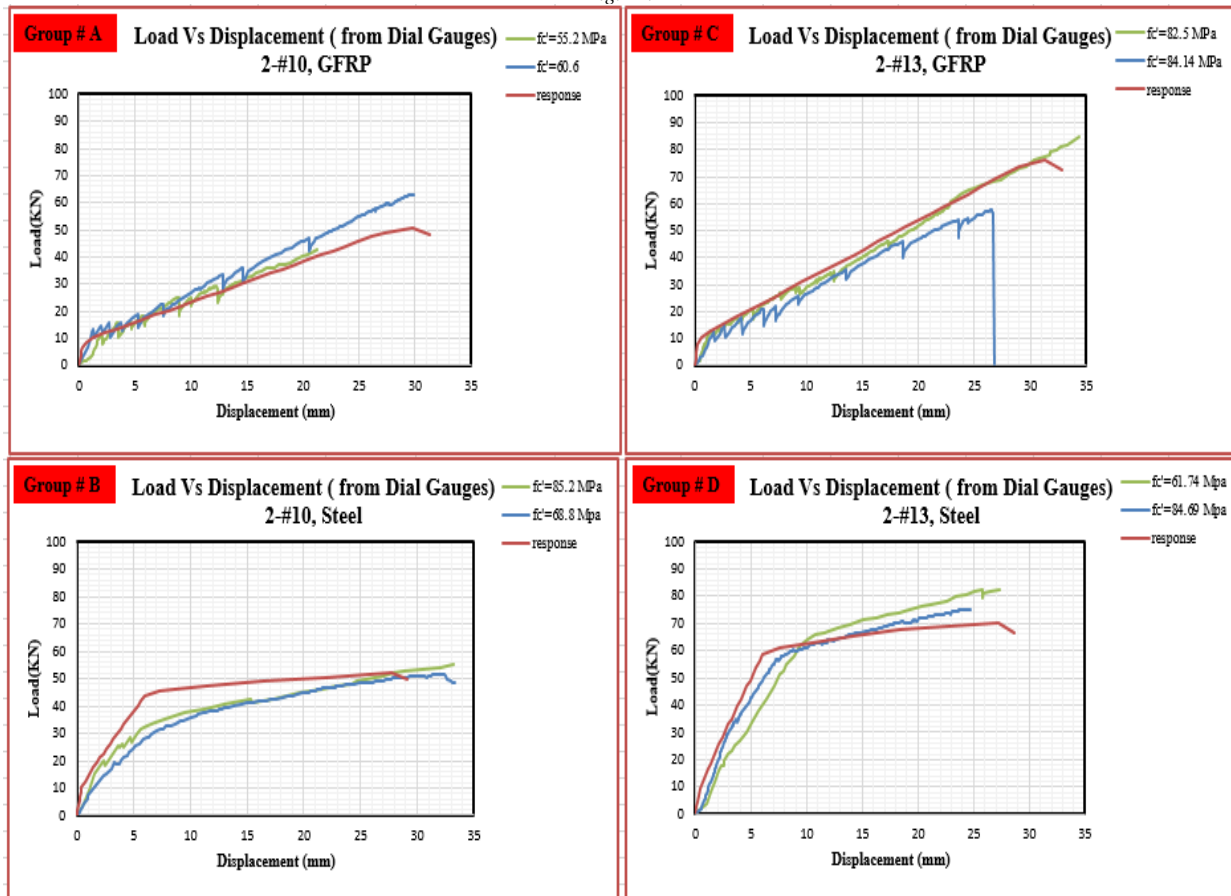 Group # A
Load Vs Displacement ( from Dial Gauges)
2-#10, GFRP
fc'=55.2 MPa
fc'=60.6
response
100
90
80
70
60
50
40
30
20
10
0
Load(KN)
0 5 10 15 20 25 30 35
Displacement (mm)
Group # C
Load Vs Displacement ( from Dial Gauges)
2-#13, GFRP
fc'=82.5 MPa
fc'=84.14 MPa
response
100
90
80
70
60
50
40
30
20
10
0
Load(KN)
0 5 10 15 20 25 30 35
Displacement (mm)
Group # B
Load Vs Displacement ( from Dial Gauges)
2-#10, Steel
fc'=85.2 MPa
fc'=68.8 Mpa
response
100
90
80
70
60
50
40
30
20
10
0
Load(KN)
0 5 10 15 20 25 30 35
Displacement (mm)
Group # D
Load Vs Displacement ( from Dial Gauges)
2-#13, Steel
fc'=61.74 Mpa
fc'=84.69 Mpa
response
100
90
80
70
60
50
40
30
20
10
0
Load(KN)
0 5 10 15 20 25 30 35
Displacement (mm)